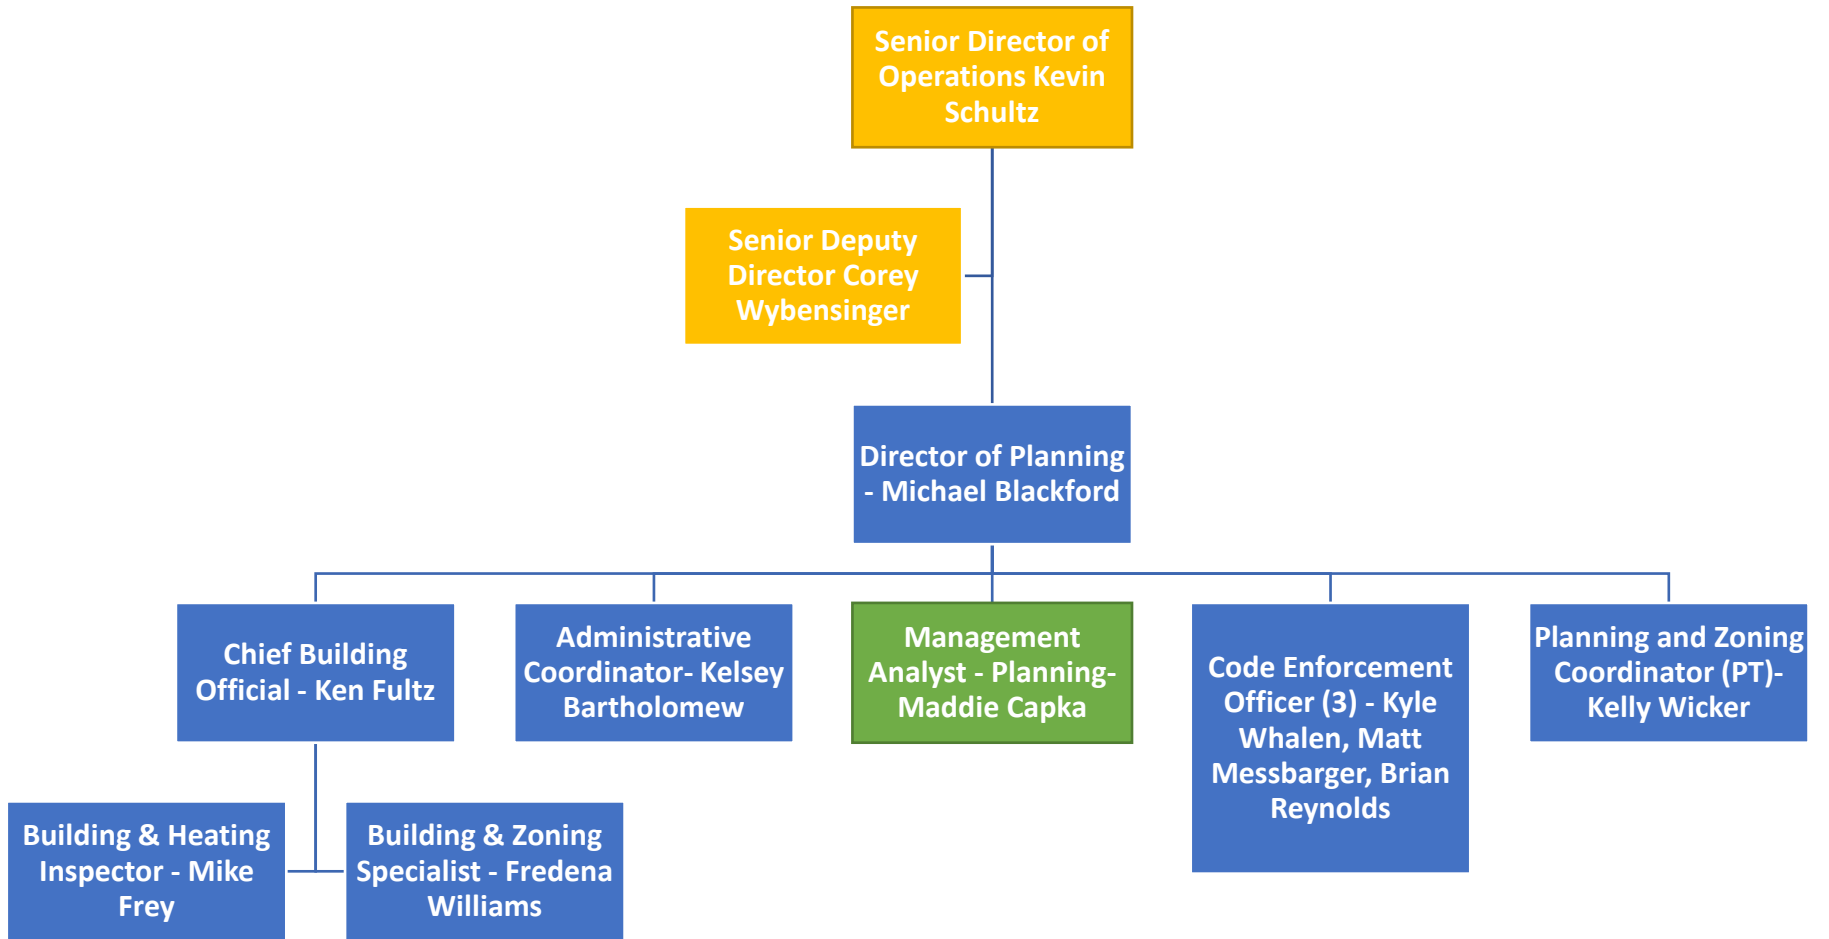 Senior Director of
Operations Kevin
Schultz
Senior Deputy
Director Corey
Wybensinger
Director of Planning
- Michael Blackford
Chief Building
Official - Ken Fultz
Administrative
Coordinator- Kelsey
Bartholomew
Management
Analyst - Planning-
Maddie Capka
Code Enforcement
Officer (3) - Kyle
Whalen, Matt
Messbarger, Brian
Reynolds
Planning and Zoning
Coordinator (PT)-
Kelly Wicker
Building & Heating
Inspector - Mike
Frey
Building & Zoning
Specialist - Fredena
Williams